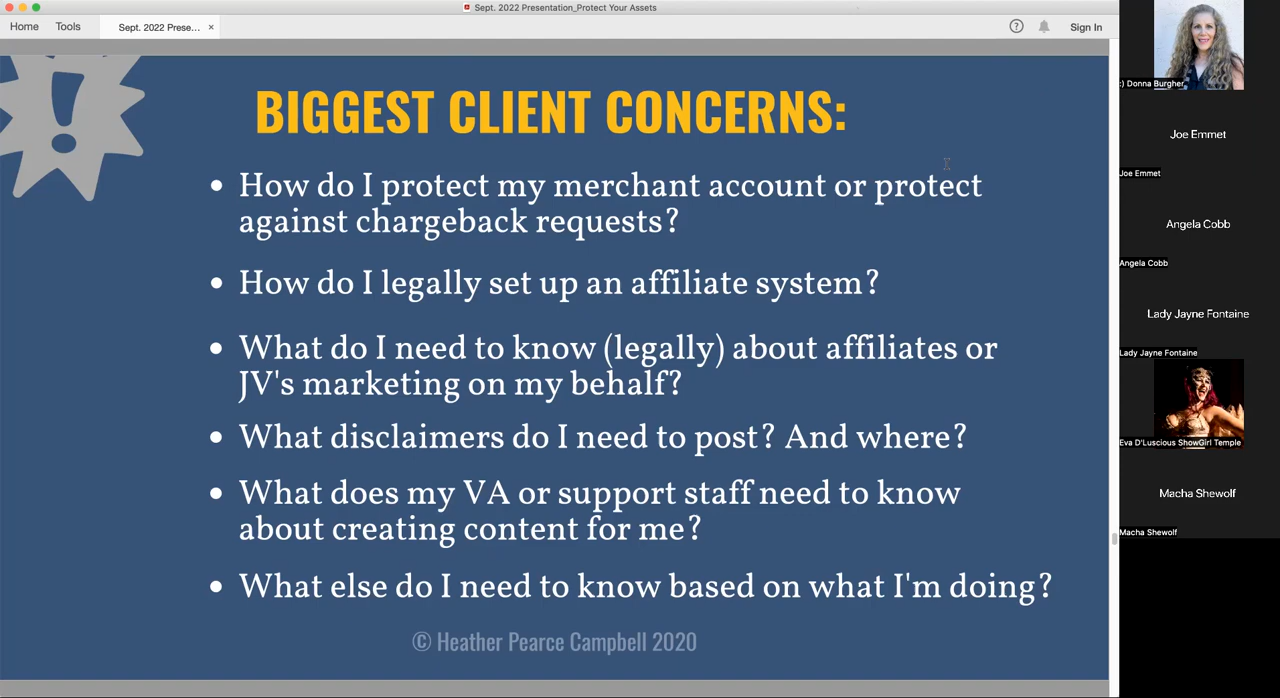 Sept. 2022 Presentation_Protect Your Assets
Home
Tools
Sept. 2022 Prese...
×
?
Sign In
!
BIGGEST CLIENT CONCERNS:
• How do I protect my merchant account or protect
against chargeback requests?
• How do I legally set up an affiliate system?
• What do I need to know (legally) about affiliates or
JV's marketing on my behalf?
• What disclaimers do I need to post? And where?
• What does my VA or support staff need to know
about creating content for me?
• What else do I need to know based on what I'm doing?
© Heather Pearce Campbell 2020
:) Donna Burgher
Joe Emmet
Joe Emmet
Angela Cobb
Angela Cobb
Lady Jayne Fontaine
Lady Jayne Fontaine
Eva D'Luscious ShowGirl Temple
Macha Shewolf
Macha Shewolf